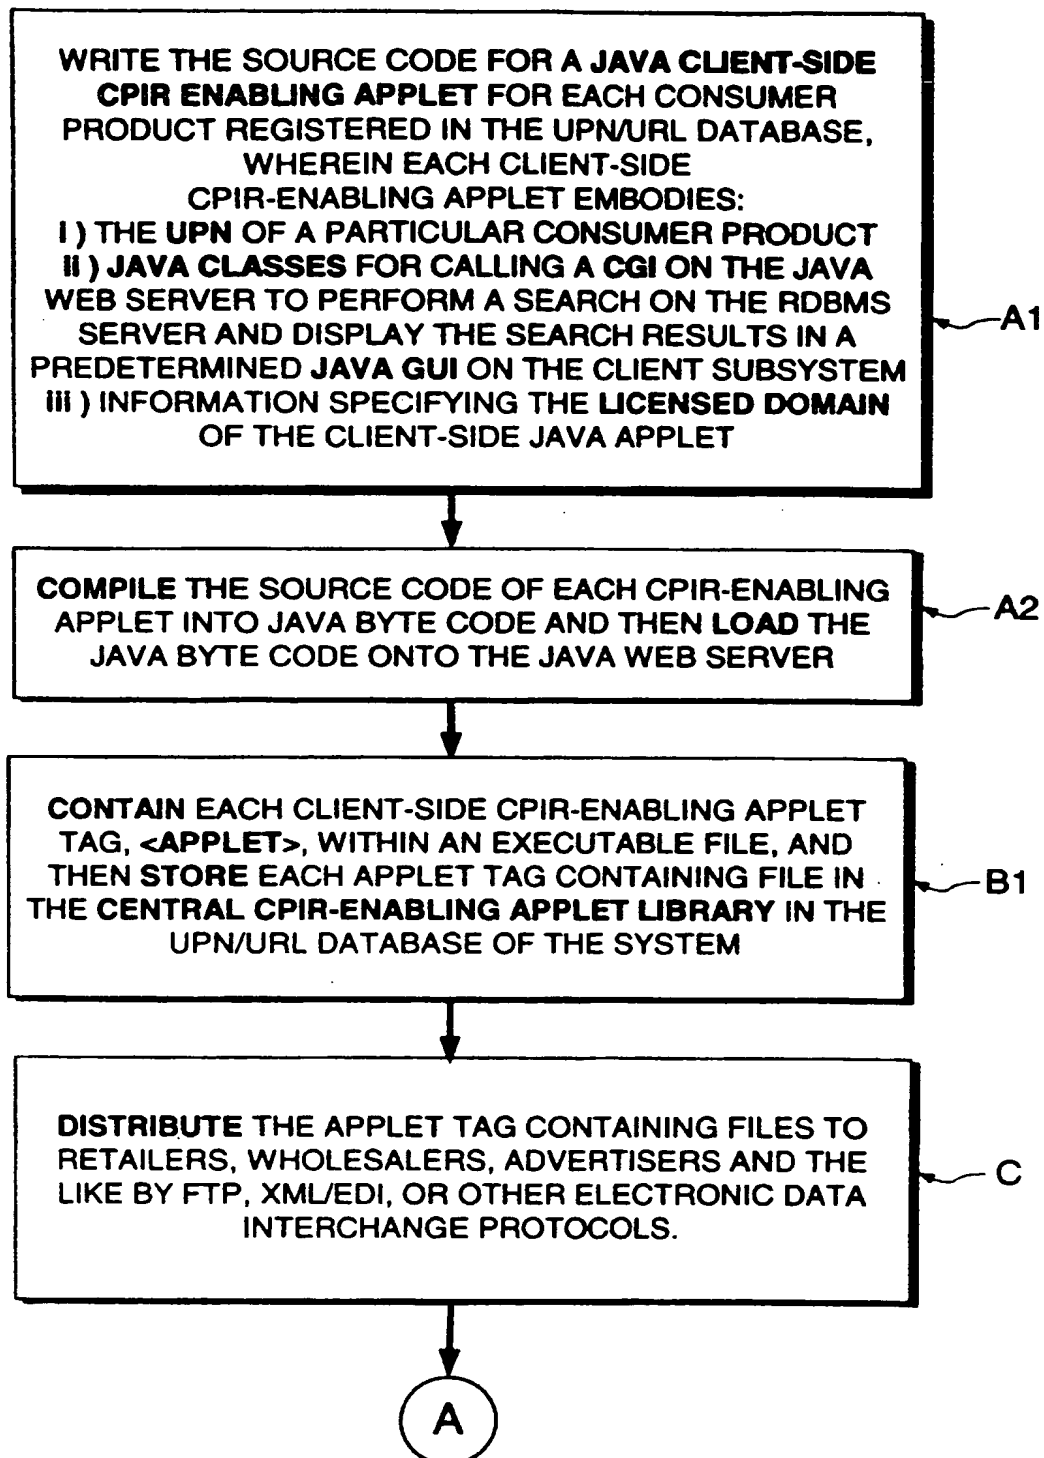 WRITE THE SOURCE CODE FOR A JAVA CLIENT-SIDE
CPIR ENABLING APPLET FOR EACH CONSUMER
PRODUCT REGISTERED IN THE UPN/URL DATABASE,
WHEREIN EACH CLIENT-SIDE
CPIR-ENABLING APPLET EMBODIES:
I ) THE UPN OF A PARTICULAR CONSUMER PRODUCT
II ) JAVA CLASSES FOR CALLING A CGI ON THE JAVA
WEB SERVER TO PERFORM A SEARCH ON THE RDBMS
SERVER AND DISPLAY THE SEARCH RESULTS IN A
PREDETERMINED JAVA GUI ON THE CLIENT SUBSYSTEM
iii ) INFORMATION SPECIFYING THE LICENSED DOMAIN
OF THE CLIENT-SIDE JAVA APPLET
A1
COMPILE THE SOURCE CODE OF EACH CPIR-ENABLING
APPLET INTO JAVA BYTE CODE AND THEN LOAD THE
JAVA BYTE CODE ONTO THE JAVA WEB SERVER
A2
CONTAIN EACH CLIENT-SIDE CPIR-ENABLING APPLET
TAG, <APPLET>, WITHIN AN EXECUTABLE FILE, AND
THEN STORE EACH APPLET TAG CONTAINING FILE IN
THE CENTRAL CPIR-ENABLING APPLET LIBRARY IN THE
UPN/URL DATABASE OF THE SYSTEM
B1
DISTRIBUTE THE APPLET TAG CONTAINING FILES TO
RETAILERS, WHOLESALERS, ADVERTISERS AND THE
LIKE BY FTP, XML/EDI, OR OTHER ELECTRONIC DATA
INTERCHANGE PROTOCOLS.
C
A